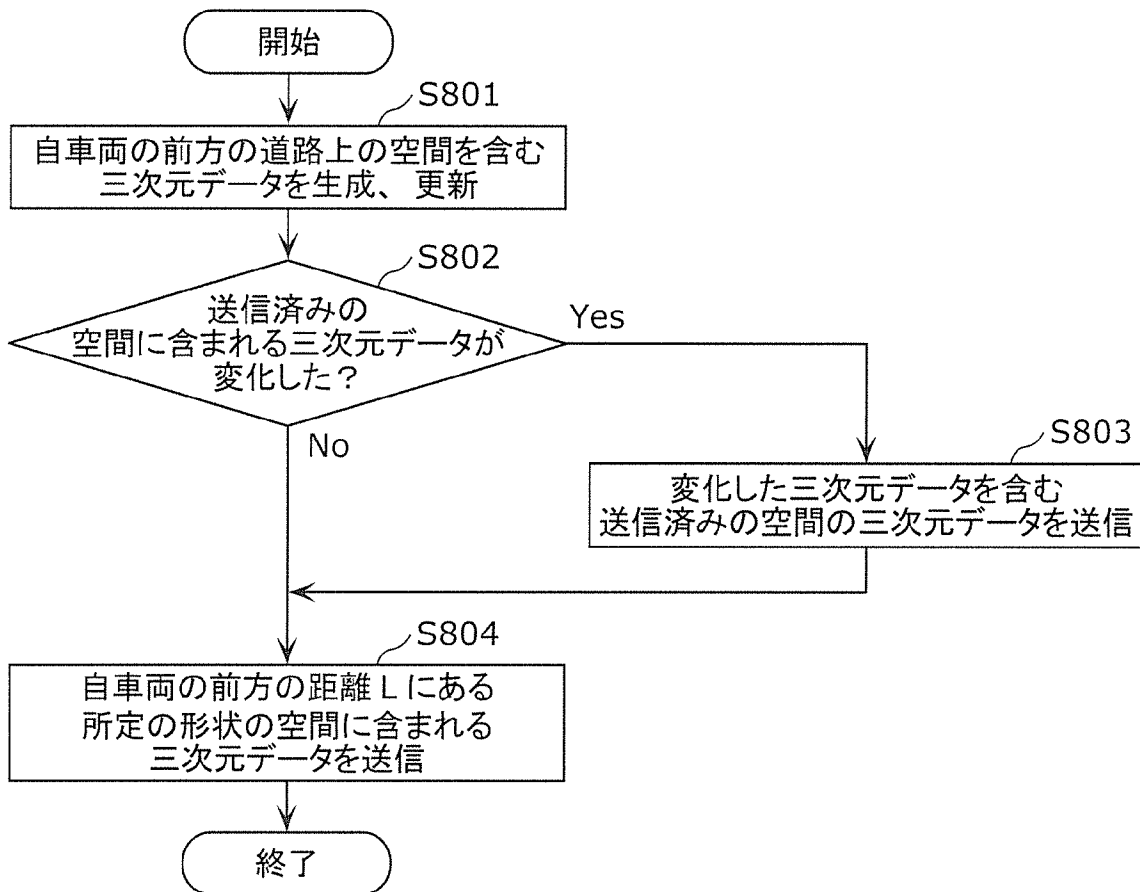 開始
S801
自車両の前方の道路上の空間を含む
三次元データを生成、更新
S802
送信済みの
空間に含まれる三次元データが
変化した？
Yes
No
S803
変化した三次元データを含む
送信済みの空間の三次元データを送信
S804
自車両の前方の距離Lにある
所定の形状の空間に含まれる
三次元データを送信
終了